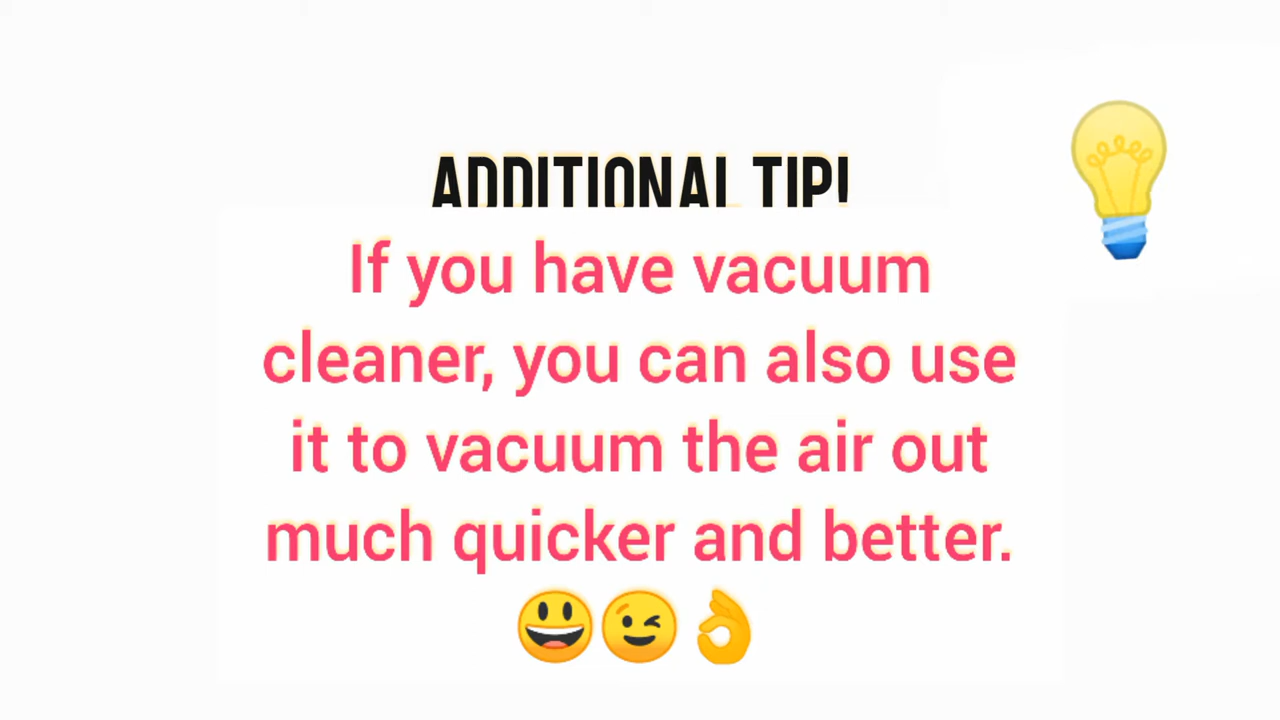 ADDITIONAL TIP!
If you have vacuum
cleaner, you can also use
it to vacuum the air out
much quicker and better.
😃😉👌